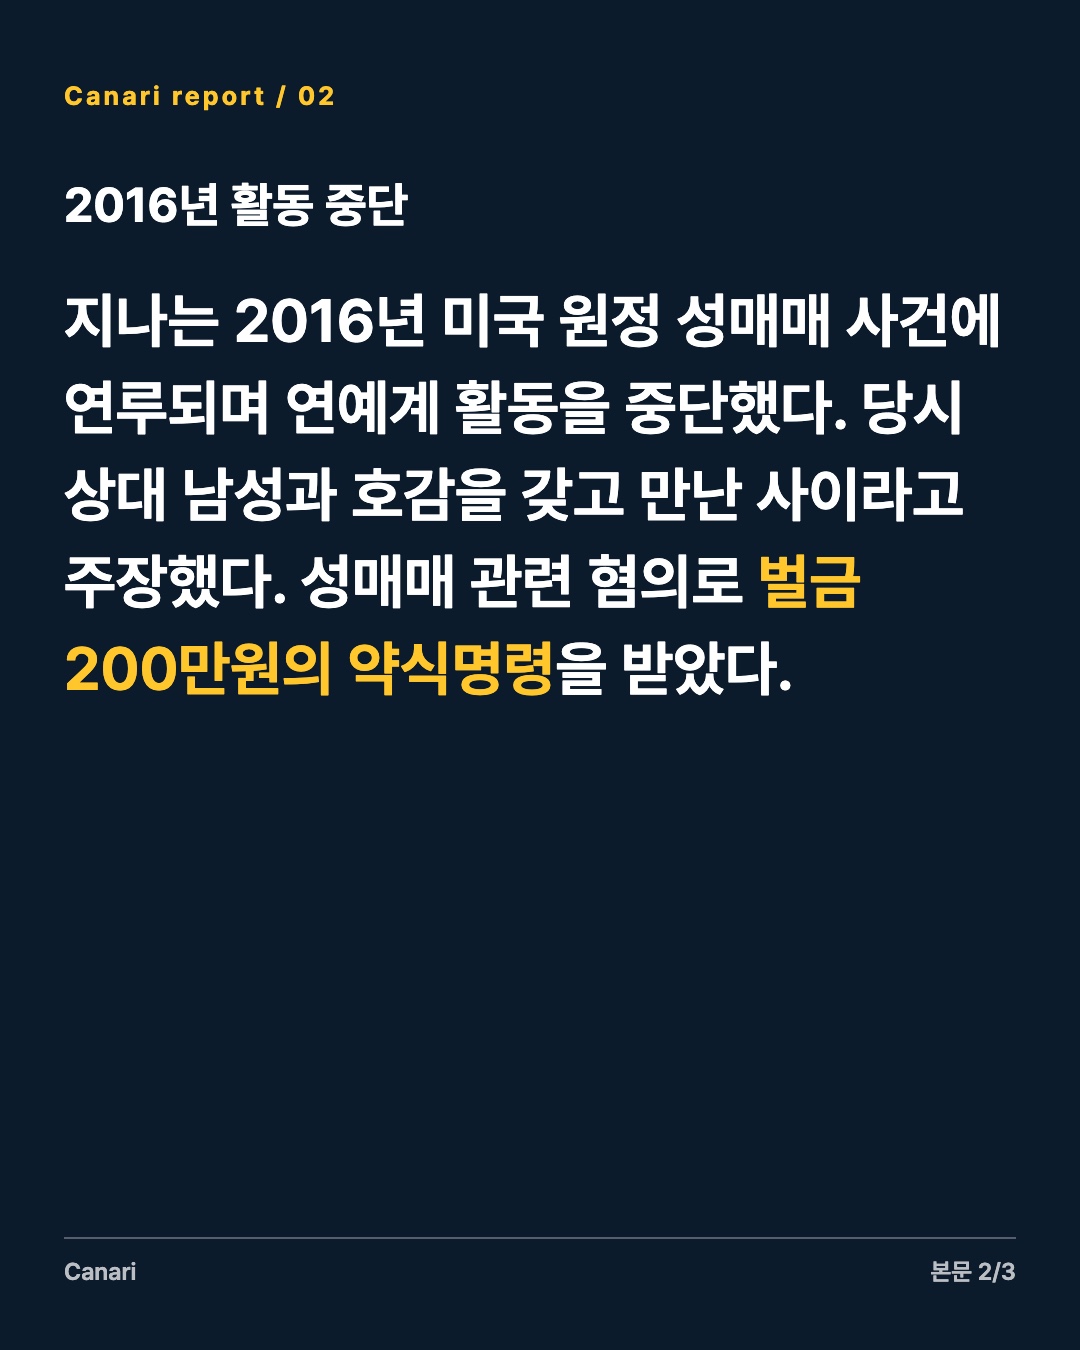 Canari report / 02
2016년 활동 중단
지나는 2016년 미국 원정 성매매 사건에
연루되며 연예계 활동을 중단했다. 당시
상대 남성과 호감을 갖고 만난 사이라고
주장했다. 성매매 관련 혐의로 벌금
200만원의 약식명령을 받았다.
Canari
본문 2/3